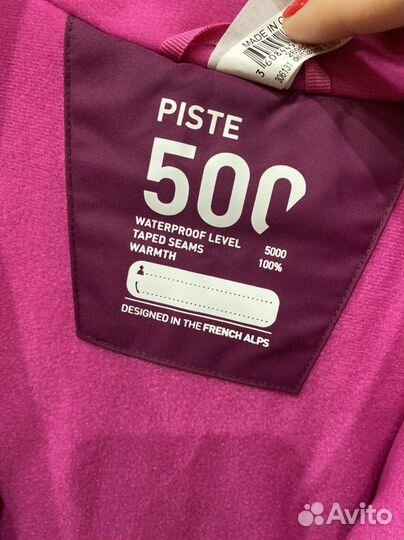 MADE IN
PISTE
500
WATERPROOF LEVEL 5000
TAPED SEAMS 100%
WARMTH
DESIGNED IN THE FRENCH ALPS
Avito